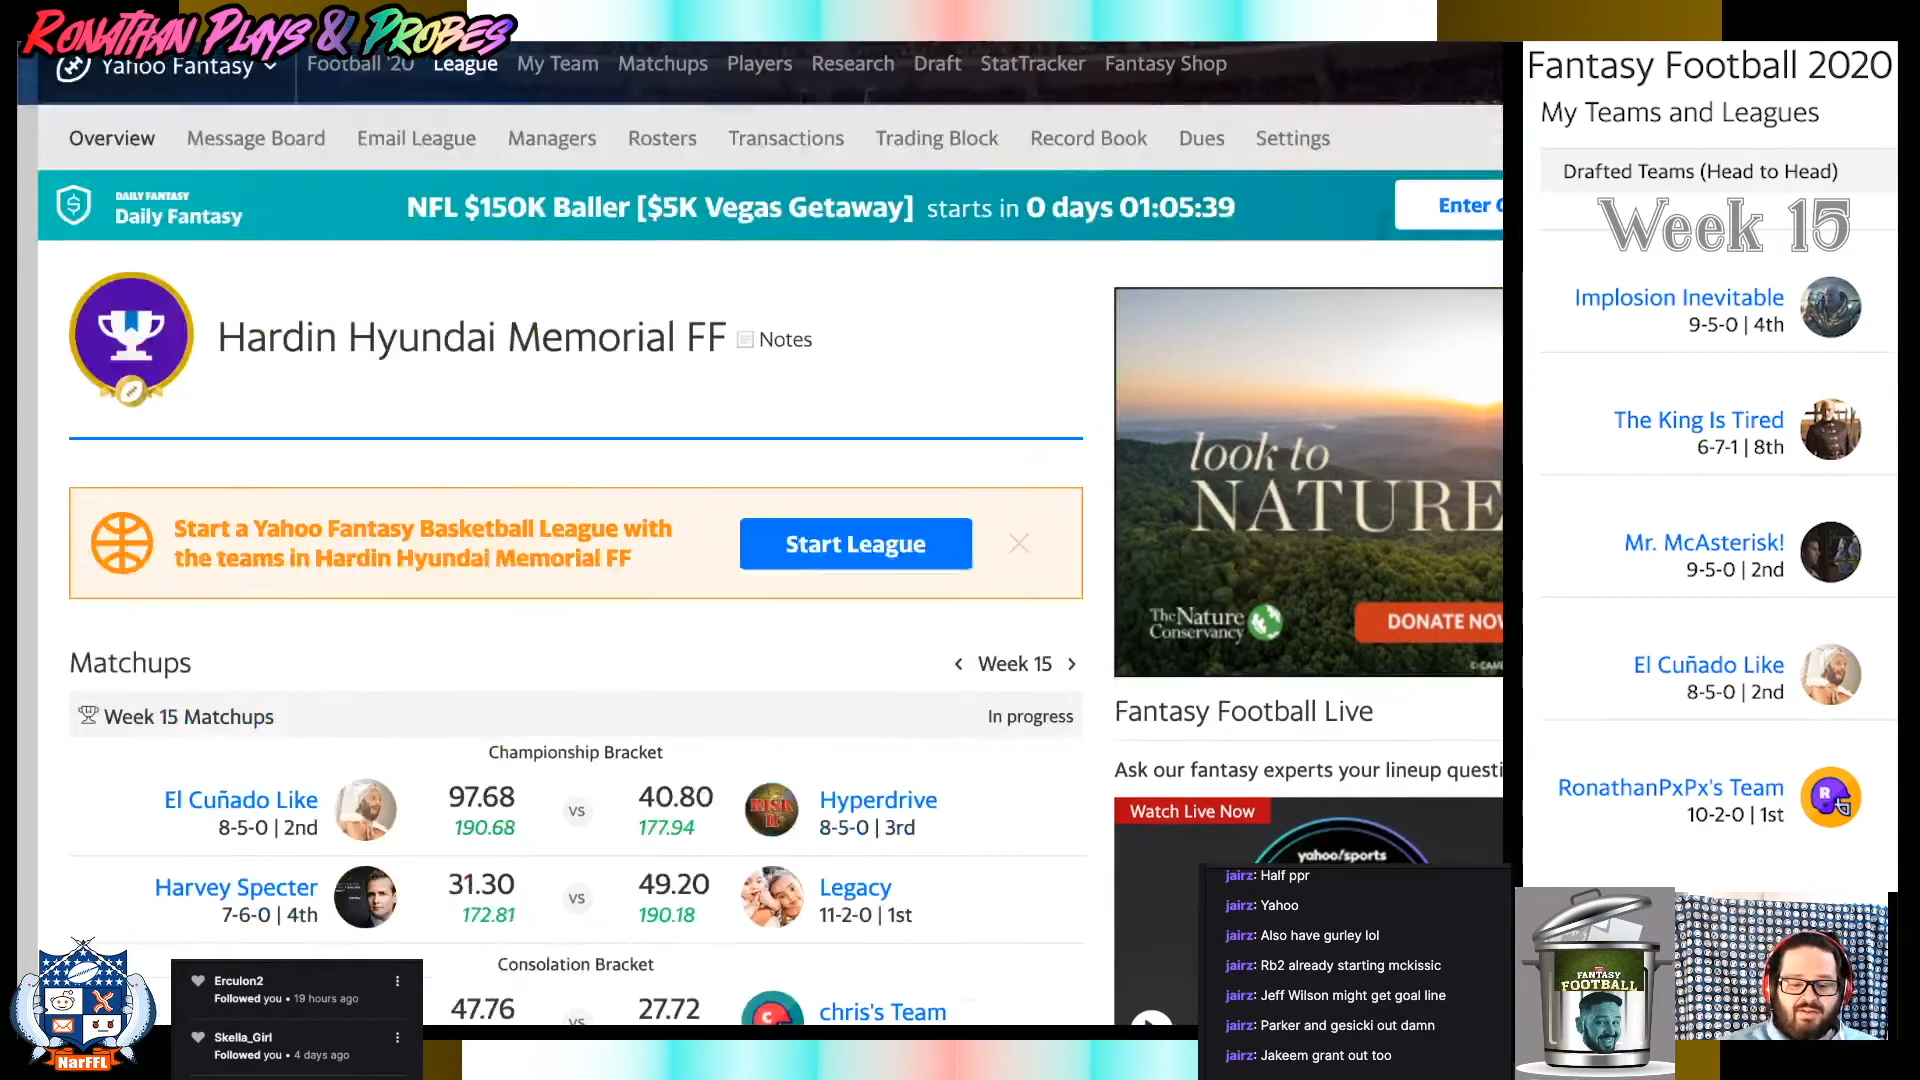 RONATHAN PLAYS & PROBES
Yahoo Fantasy
Football '20
League
My Team
Matchups
Players
Research
Draft
StatTracker
Fantasy Shop
Overview
Message Board
Email League
Managers
Rosters
Transactions
Trading Block
Record Book
Dues
Settings
DAILY FANTASY
Daily Fantasy
NFL $150K Baller [$5K Vegas Getaway] starts in 0 days 01:05:39
Enter
Hardin Hyundai Memorial FF
Notes
Start a Yahoo Fantasy Basketball League with
the teams in Hardin Hyundai Memorial FF
Start League
Matchups
Week 15
Week 15 Matchups
In progress
Championship Bracket
El Cuñado Like
8-5-0 | 2nd
97.68
190.68
vs
40.80
177.94
RISK
II
Hyperdrive
8-5-0 | 3rd
Harvey Specter
7-6-0 | 4th
31.30
172.81
vs
49.20
190.18
Legacy
11-2-0 | 1st
Consolation Bracket
47.76
vs
27.72
C
chris's Team
look to
NATURE
The Nature
Conservancy
DONATE NOW
Fantasy Football Live
Ask our fantasy experts your lineup questi
Watch Live Now
yahoo/sports
jairz: Half ppr
jairz: Yahoo
jairz: Also have gurley lol
jairz: Rb2 already starting mckissic
jairz: Jeff Wilson might get goal line
jairz: Parker and gesicki out damn
jairz: Jakeem grant out too
Fantasy Football 2020
My Teams and Leagues
Drafted Teams (Head to Head)
Week 15
Implosion Inevitable
9-5-0 | 4th
The King Is Tired
6-7-1 | 8th
Mr. McAsterisk!
9-5-0 | 2nd
El Cuñado Like
8-5-0 | 2nd
RonathanPxPx's Team
10-2-0 | 1st
R
FANTASY
FOOTBALL
NarFFL
Erculon2
Followed you • 19 hours ago
Skella_Girl
Followed you • 4 days ago